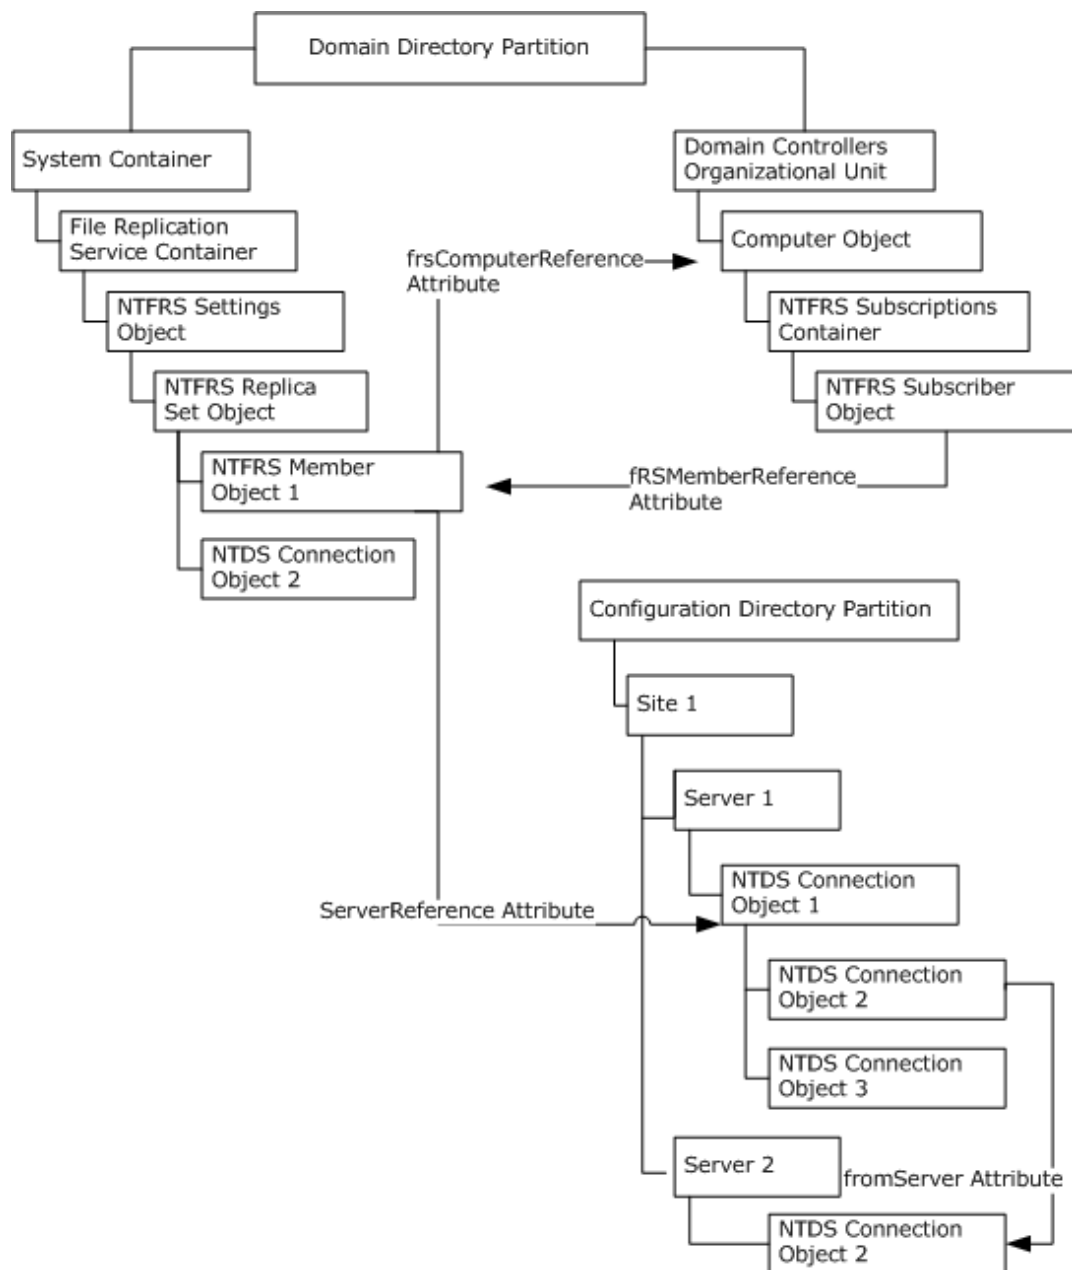 Domain Directory Partition
System Container
Domain Controllers
Organizational Unit
File Replication
Service Container
Computer Object
frsComputerReference
Attribute
NTFRS Settings
Object
NTFRS Subscriptions
Container
NTFRS Replica
Set Object
NTFRS Subscriber
Object
NTFRS Member
Object 1
fRSMemberReference
Attribute
NTDS Connection
Object 2
Configuration Directory Partition
Site 1
Server 1
NTDS Connection
Object 1
ServerReference Attribute
NTDS Connection
Object 2
NTDS Connection
Object 3
Server 2
fromServer Attribute
NTDS Connection
Object 2